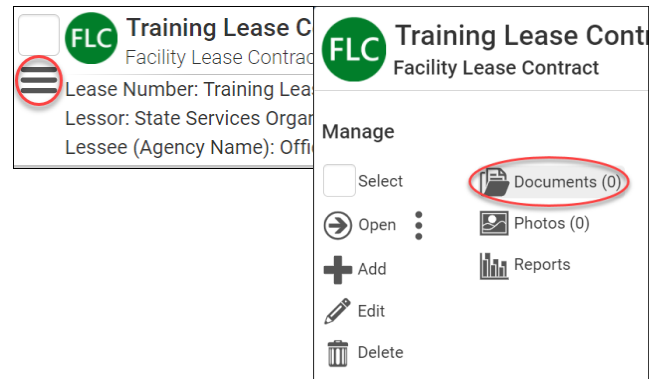 FLC
Training Lease C
Facility Lease Contrac
Lease Number: Training Leas
Lessor: State Services Organ
Lessee (Agency Name): Offi
FLC
Training Lease Contr
Facility Lease Contract
Manage
Select
Documents (0)
Open
Photos (0)
Add
Reports
Edit
Delete